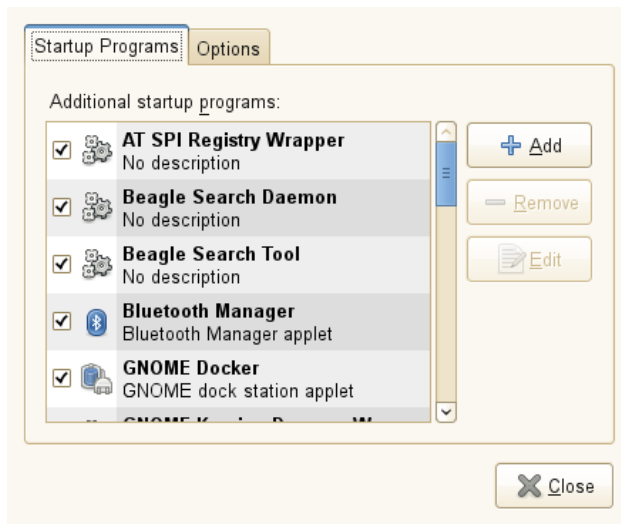 Startup Programs
Options
Additional startup programs:
AT SPI Registry Wrapper
No description
Beagle Search Daemon
No description
Beagle Search Tool
No description
Bluetooth Manager
Bluetooth Manager applet
GNOME Docker
GNOME dock station applet
GNOME
Add
Remove
Edit
Close